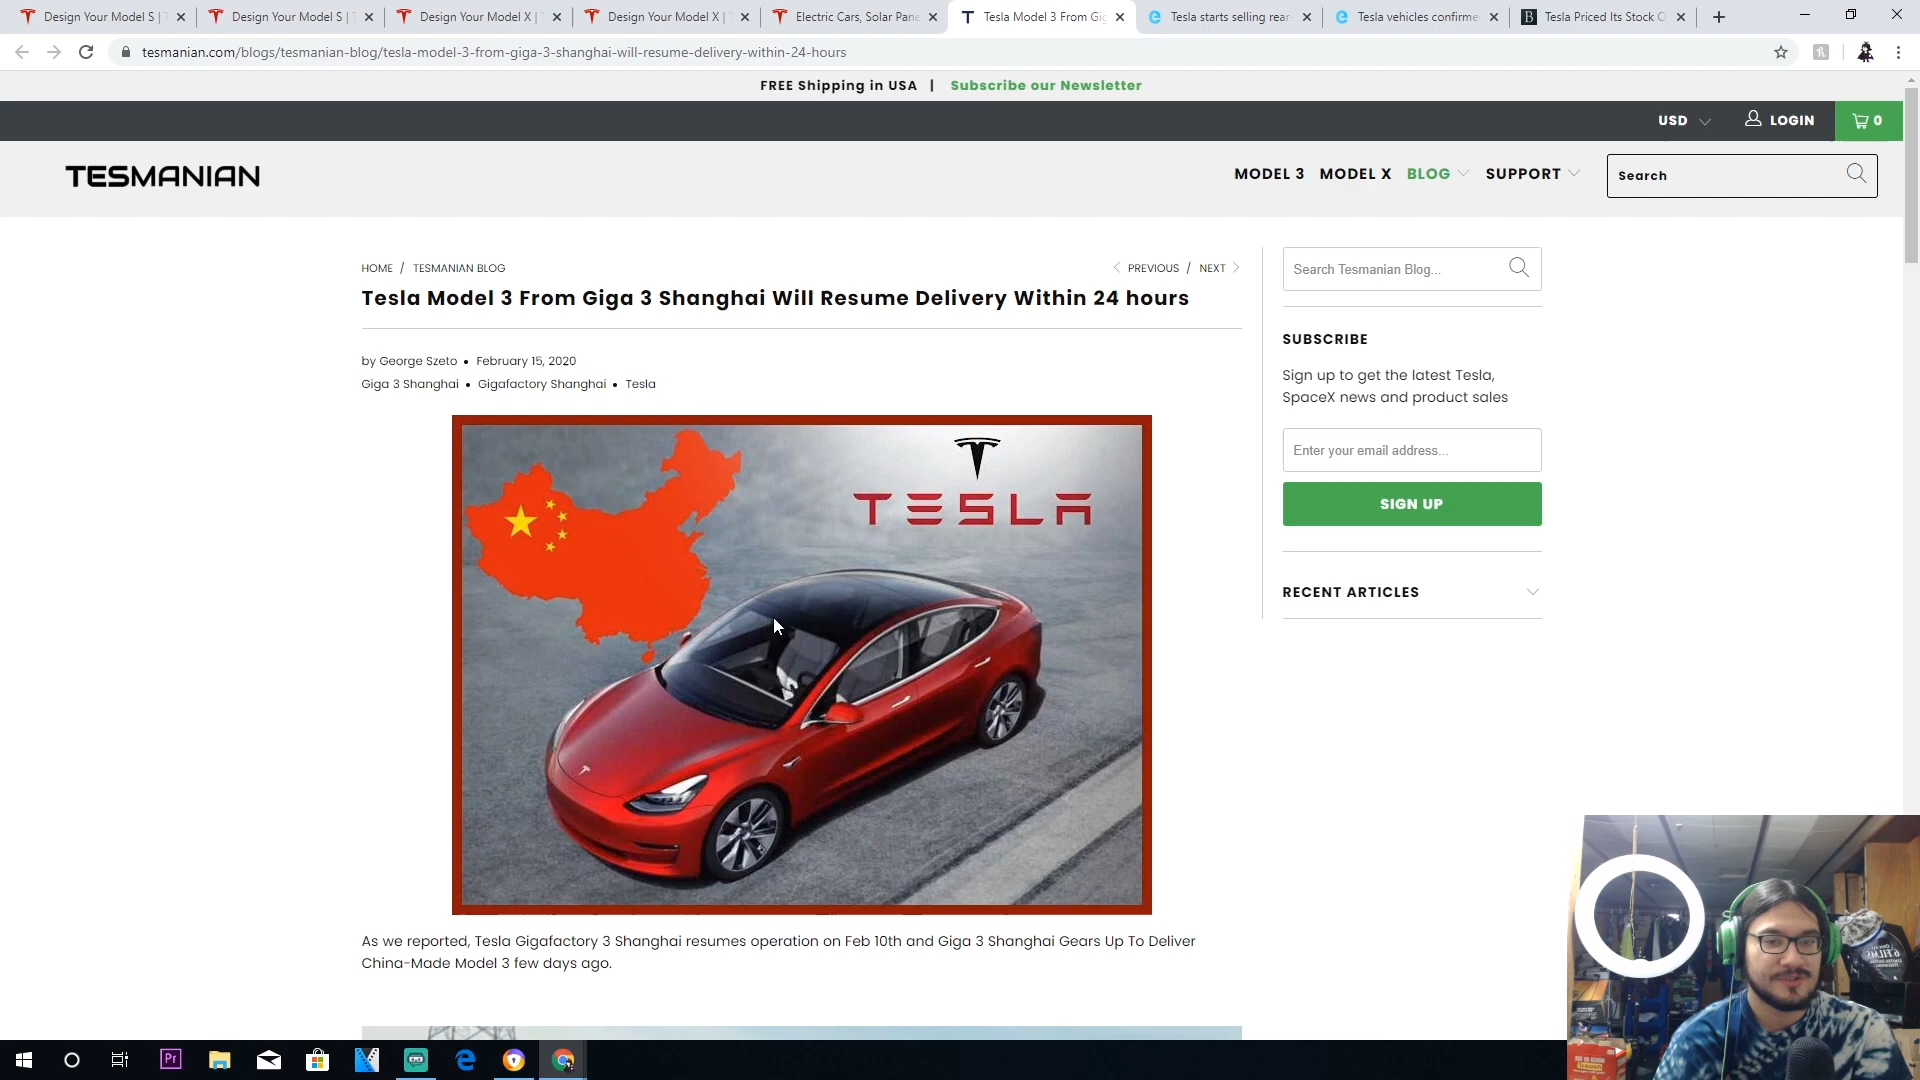 Design Your Model S | T
Design Your Model S | T
Design Your Model X | T
Design Your Model X | T
Electric Cars, Solar Pane
Tesla Model 3 From Gig
Tesla starts selling rear-
Tesla vehicles confirme
Tesla Priced Its Stock O
tesmanian.com/blogs/tesmanian-blog/tesla-model-3-from-giga-3-shanghai-will-resume-delivery-within-24-hours
FREE Shipping in USA | Subscribe our Newsletter
USD
LOGIN
0
TESMANIAN
MODEL 3 MODEL X BLOG SUPPORT
Search
HOME / TESMANIAN BLOG
PREVIOUS / NEXT
Tesla Model 3 From Giga 3 Shanghai Will Resume Delivery Within 24 hours
by George Szeto • February 15, 2020
Giga 3 Shanghai • Gigafactory Shanghai • Tesla
TESLA
As we reported, Tesla Gigafactory 3 Shanghai resumes operation on Feb 10th and Giga 3 Shanghai Gears Up To Deliver
China-Made Model 3 few days ago.
Search Tesmanian Blog...
SUBSCRIBE
Sign up to get the latest Tesla,
SpaceX news and product sales
Enter your email address...
SIGN UP
RECENT ARTICLES
Pr